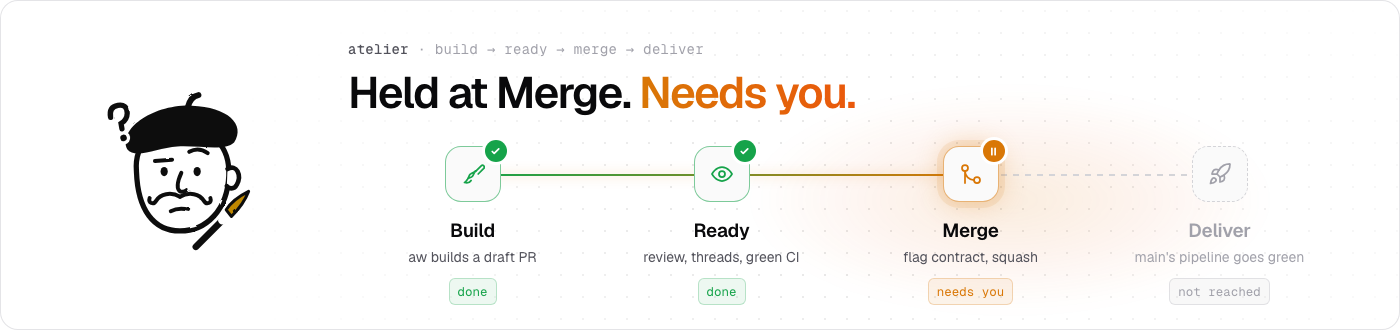 atelier · build → ready → merge → deliver
Held at Merge. Needs you.
Build
aw builds a draft PR
done
Ready
review, threads, green CI
done
Merge
flag contract, squash
needs you
Deliver
main's pipeline goes green
not reached